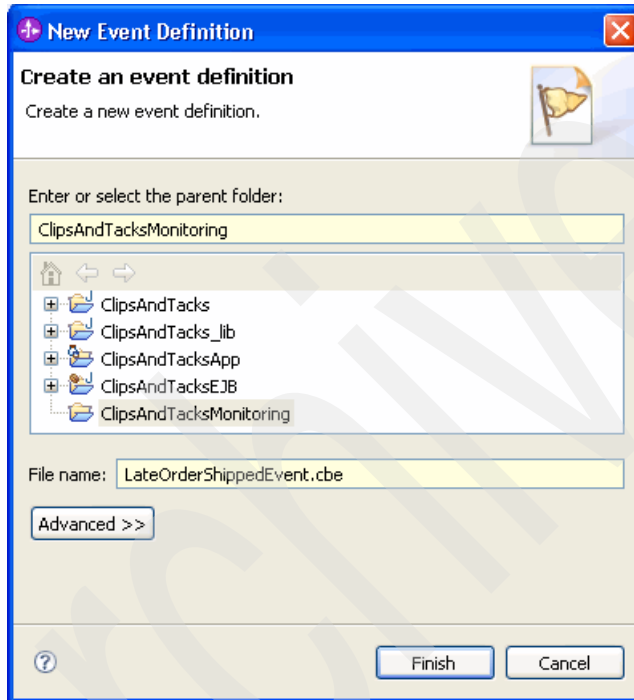 New Event Definition
Create an event definition
Create a new event definition.
Enter or select the parent folder:
ClipsAndTacksMonitoring
ClipsAndTacks
ClipsAndTacks_lib
ClipsAndTacksApp
ClipsAndTacksEJB
ClipsAndTacksMonitoring
File name: LateOrderShippedEvent.cbe
Advanced >>
Finish Cancel